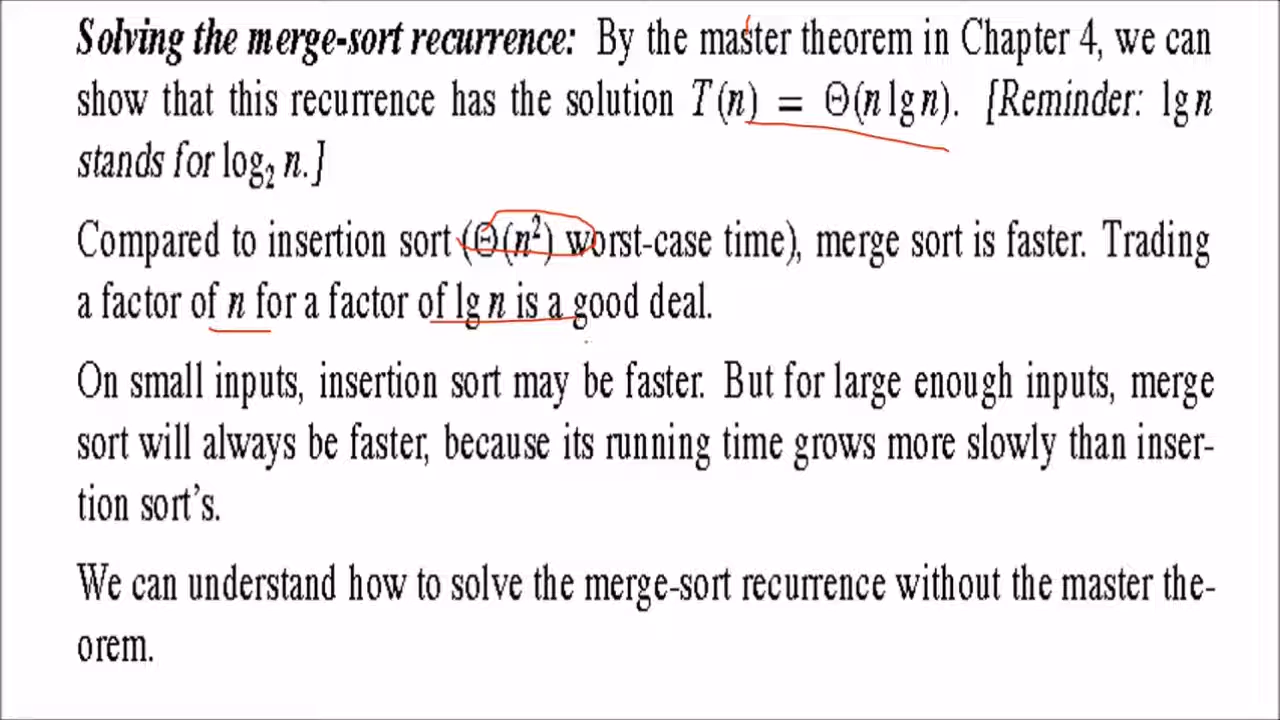 Solving the merge-sort recurrence: By the master theorem in Chapter 4, we can
show that this recurrence has the solution T(n) = Θ(n lg n). [Reminder: lg n
stands for log₂ n.]
Compared to insertion sort (Θ(n²) worst-case time), merge sort is faster. Trading
a factor of n for a factor of lg n is a good deal.
On small inputs, insertion sort may be faster. But for large enough inputs, merge
sort will always be faster, because its running time grows more slowly than inser-
tion sort’s.
We can understand how to solve the merge-sort recurrence without the master the-
orem.